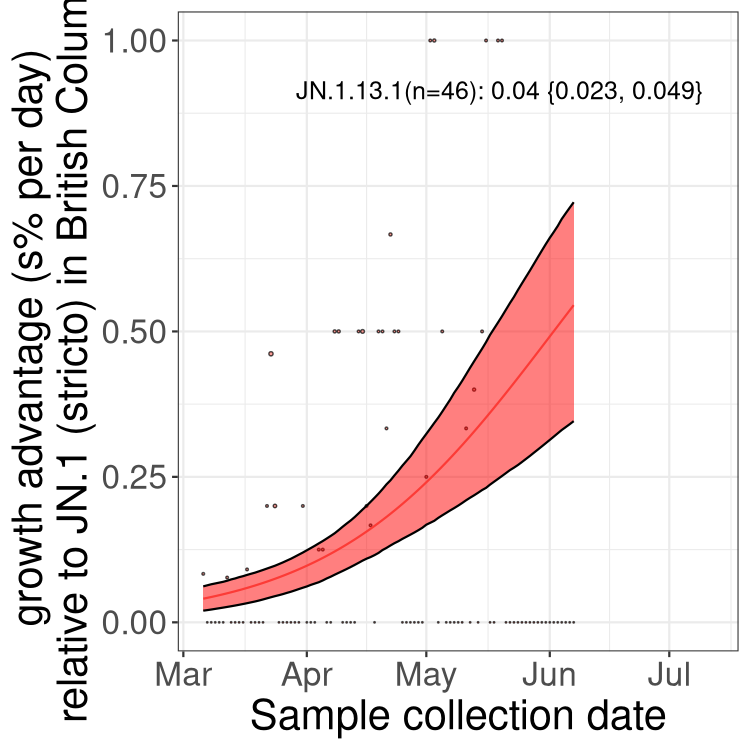 growth advantage (s% per day)
relative to JN.1 (stricto) in British Colum
1.00
0.75
0.50
0.25
0.00
JN.1.13.1(n=46): 0.04 {0.023, 0.049}
Mar Apr May Jun Jul
Sample collection date